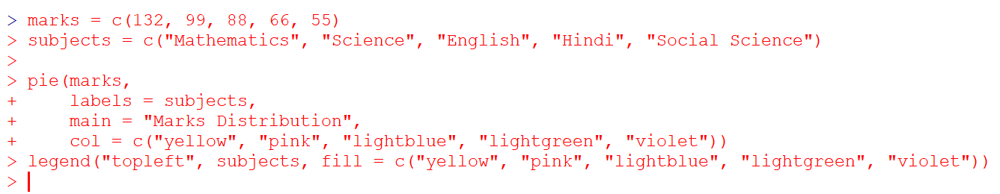 > marks = c(132, 99, 88, 66, 55)
> subjects = c("Mathematics", "Science", "English", "Hindi", "Social Science")
>
> pie(marks,
+     labels = subjects,
+     main = "Marks Distribution",
+     col = c("yellow", "pink", "lightblue", "lightgreen", "violet"))
> legend("topleft", subjects, fill = c("yellow", "pink", "lightblue", "lightgreen", "violet"))
>